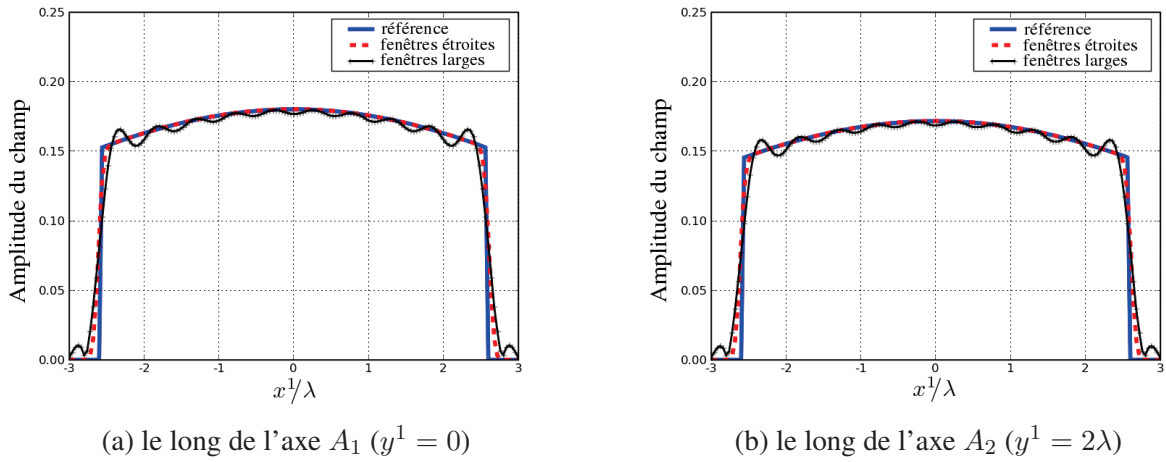 0.25
référence
fenêtres étroites
fenêtres larges
0.20
0.15
0.10
0.05
0.00
Amplitude du champ
-3 -2 -1 0 1 2 3
x¹/λ
(a) le long de l'axe A₁ (y¹ = 0)
0.25
référence
fenêtres étroites
fenêtres larges
0.20
0.15
0.10
0.05
0.00
Amplitude du champ
-3 -2 -1 0 1 2 3
x¹/λ
(b) le long de l'axe A₂ (y¹ = 2λ)